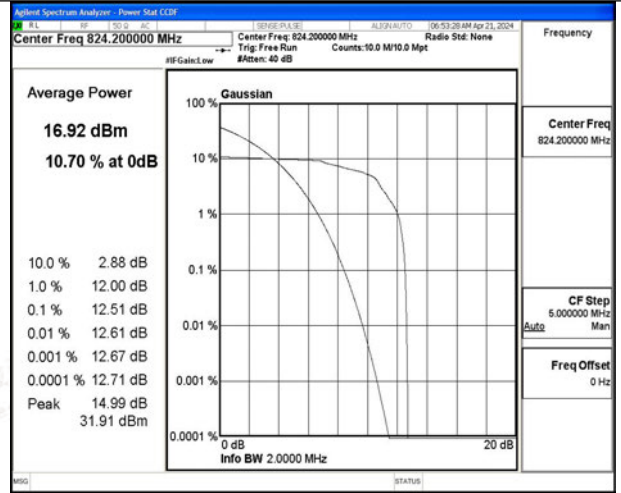 Agilent Spectrum Analyzer - Power Stat CCDF
RL RF 50 Ω AC SENSE:PULSE ALIGN AUTO 06:53:28 AM Apr 21, 2024
Center Freq 824.200000 MHz
Center Freq: 824.200000 MHz Radio Std: None
Trig: Free Run Counts:10.0 M/10.0 Mpt
#IFGain:Low #Atten: 40 dB
Frequency
Average Power
16.92 dBm
10.70 % at 0dB
10.0 % 2.88 dB
1.0 % 12.00 dB
0.1 % 12.51 dB
0.01 % 12.61 dB
0.001 % 12.67 dB
0.0001 % 12.71 dB
Peak 14.99 dB
31.91 dBm
Gaussian
100 %
10 %
1 %
0.1 %
0.01 %
0.001 %
0.0001 %
0 dB 20 dB
Info BW 2.0000 MHz
Center Freq
824.200000 MHz
CF Step
5.000000 MHz
Auto Man
Freq Offset
0 Hz
MSG STATUS